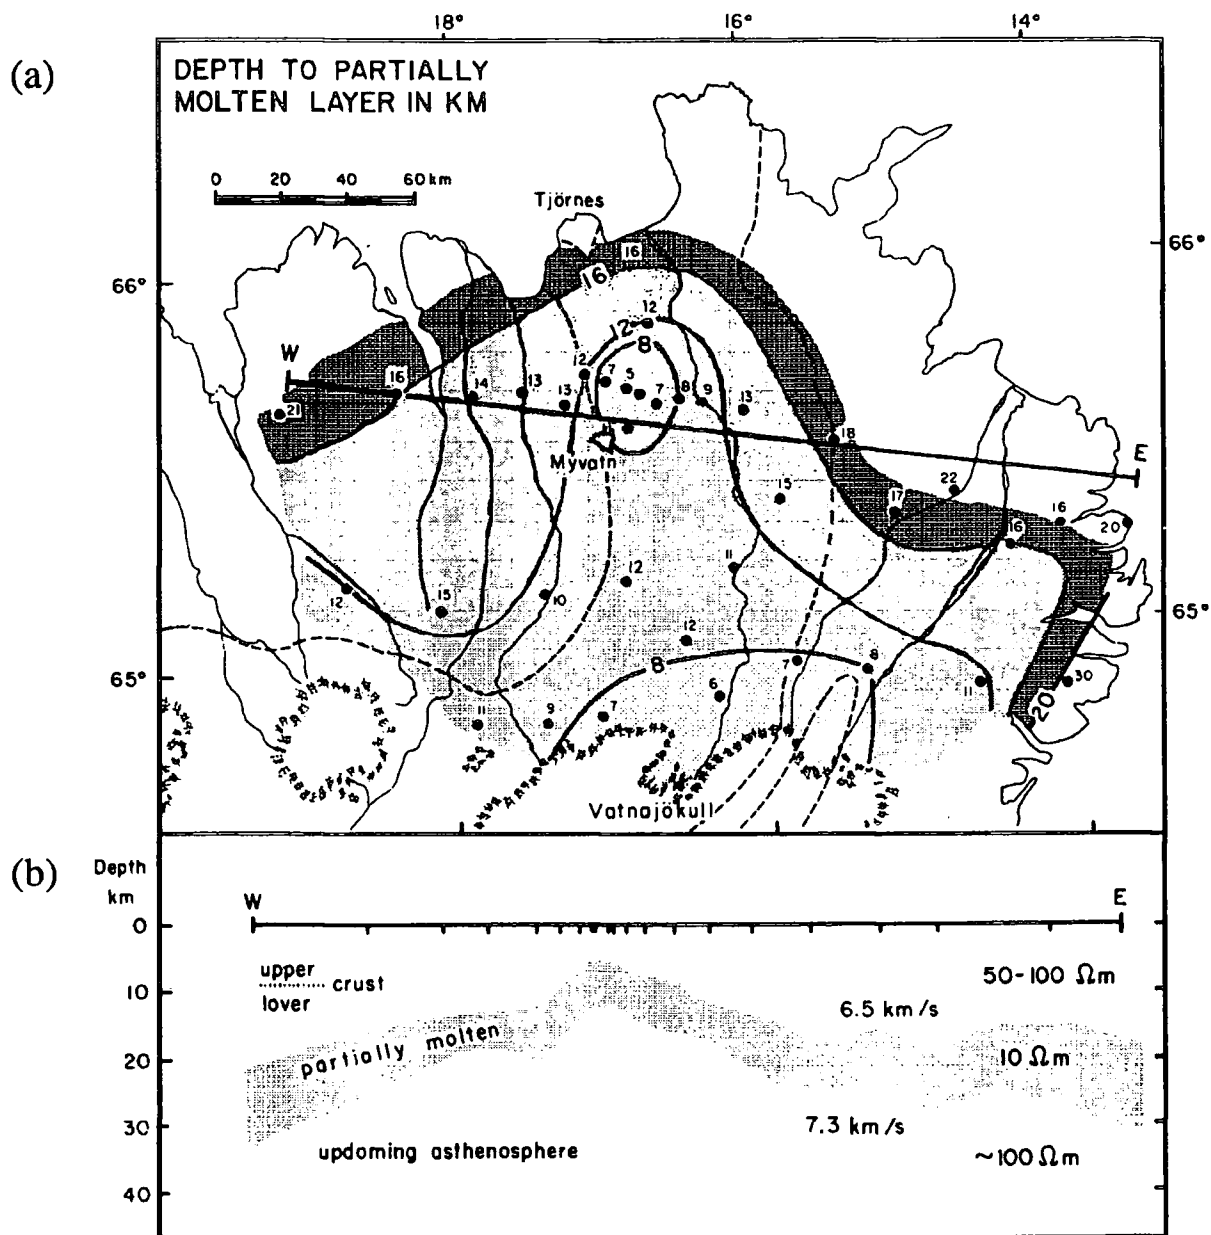 18°
16°
14°
(a)
DEPTH TO PARTIALLY
MOLTEN LAYER IN KM
0 20 40 60 km
Tjörnes
66°
66°
16
16
12
12
8
W
12
7
5
7
8
9
13
16
14
13
13
21
18
E
Myvatn
15
22
17
16
20
16
12
15
10
12
11
65°
12
8
7
8
11
30
65°
6
20
11
9
7
Vatnajökull
(b)
Depth
km
W
E
0
upper
crust
lover
50-100 Ωm
10
6.5 km/s
partially molten
20
10 Ωm
30
7.3 km/s
updoming asthenosphere
~100 Ωm
40